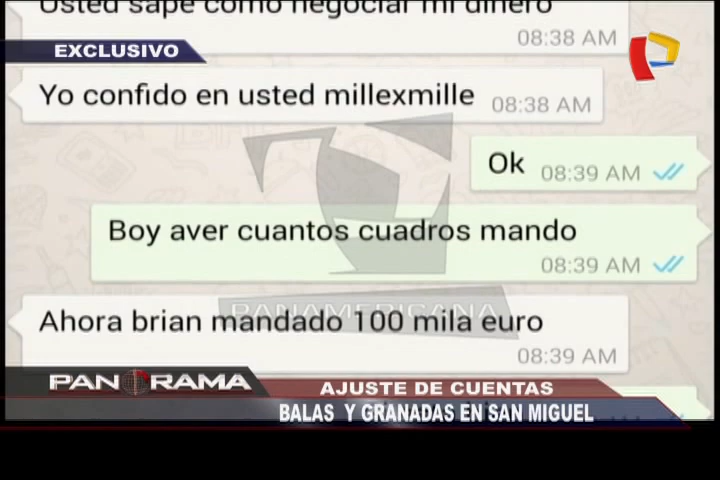 Usted sape como negociar mi dinero
08:38 AM
EXCLUSIVO
Yo confido en usted millexmille 08:38 AM
Ok 08:39 AM
Boy aver cuantos cuadros mando
08:39 AM
PANAMERICANA
Ahora brian mandado 100 mila euro
08:39 AM
PANORAMA
AJUSTE DE CUENTAS
BALAS Y GRANADAS EN SAN MIGUEL